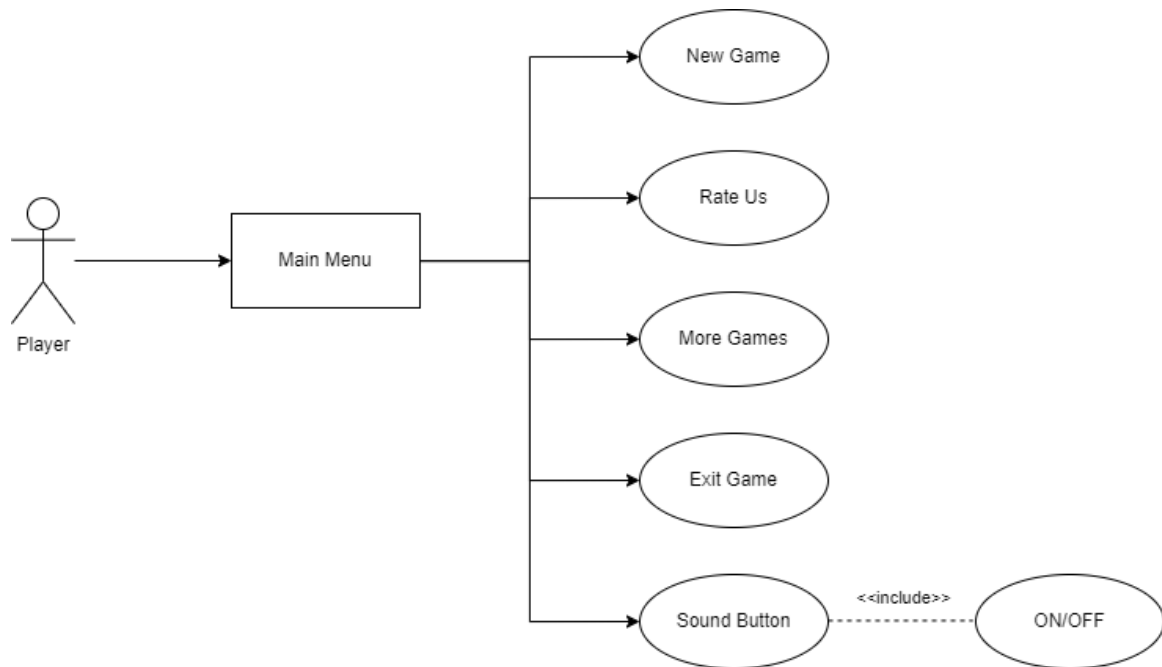 New Game
Rate Us
Main Menu
Player
More Games
Exit Game
Sound Button
<<include>>
ON/OFF